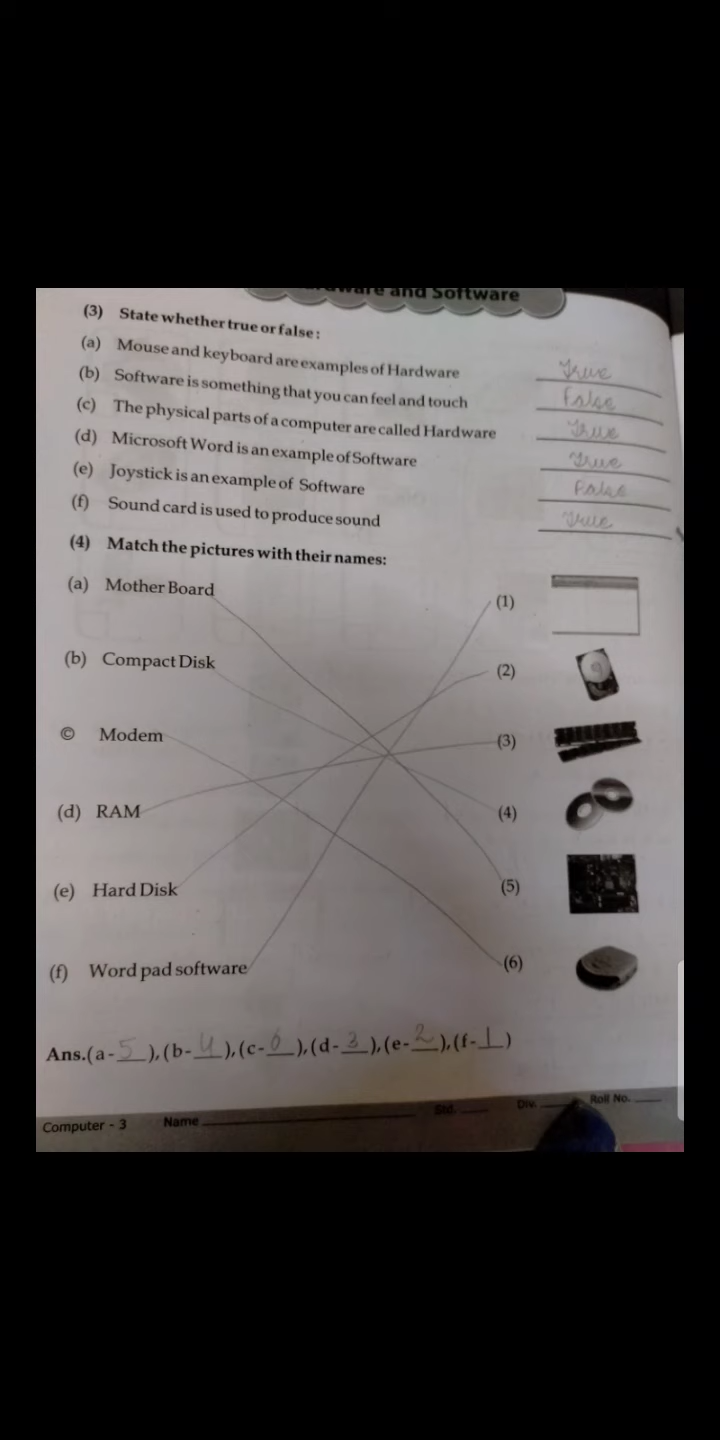 and Software
(3) State whether true or false :
(a) Mouse and keyboard are examples of Hardware True
(b) Software is something that you can feel and touch False
(c) The physical parts of a computer are called Hardware True
(d) Microsoft Word is an example of Software True
(e) Joystick is an example of Software False
(f) Sound card is used to produce sound True
(4) Match the pictures with their names:
(a) Mother Board (1)
(b) Compact Disk (2)
© Modem (3)
(d) RAM (4)
(e) Hard Disk (5)
(f) Word pad software (6)
Ans.(a-5),(b-4),(c-6),(d-3),(e-2),(f-1)
Computer - 3 Name Std. Div. Roll No.